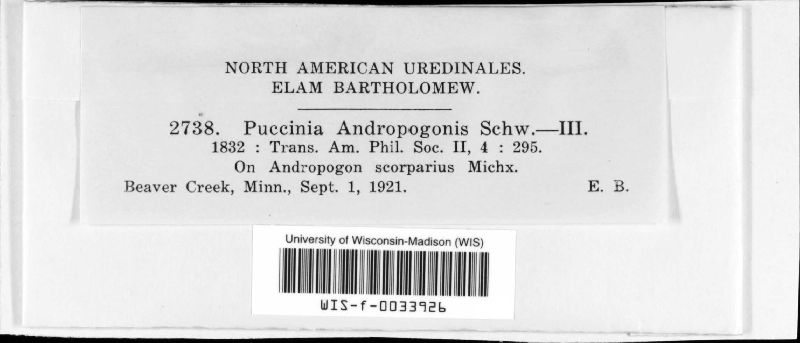 NORTH AMERICAN UREDINALES.
ELAM BARTHOLOMEW.
2738. Puccinia Andropogonis Schw.—III.
1832 : Trans. Am. Phil. Soc. II, 4 : 295.
On Andropogon scorparius Michx.
Beaver Creek, Minn., Sept. 1, 1921. E. B.
University of Wisconsin-Madison (WIS)
WIS-f-0033926